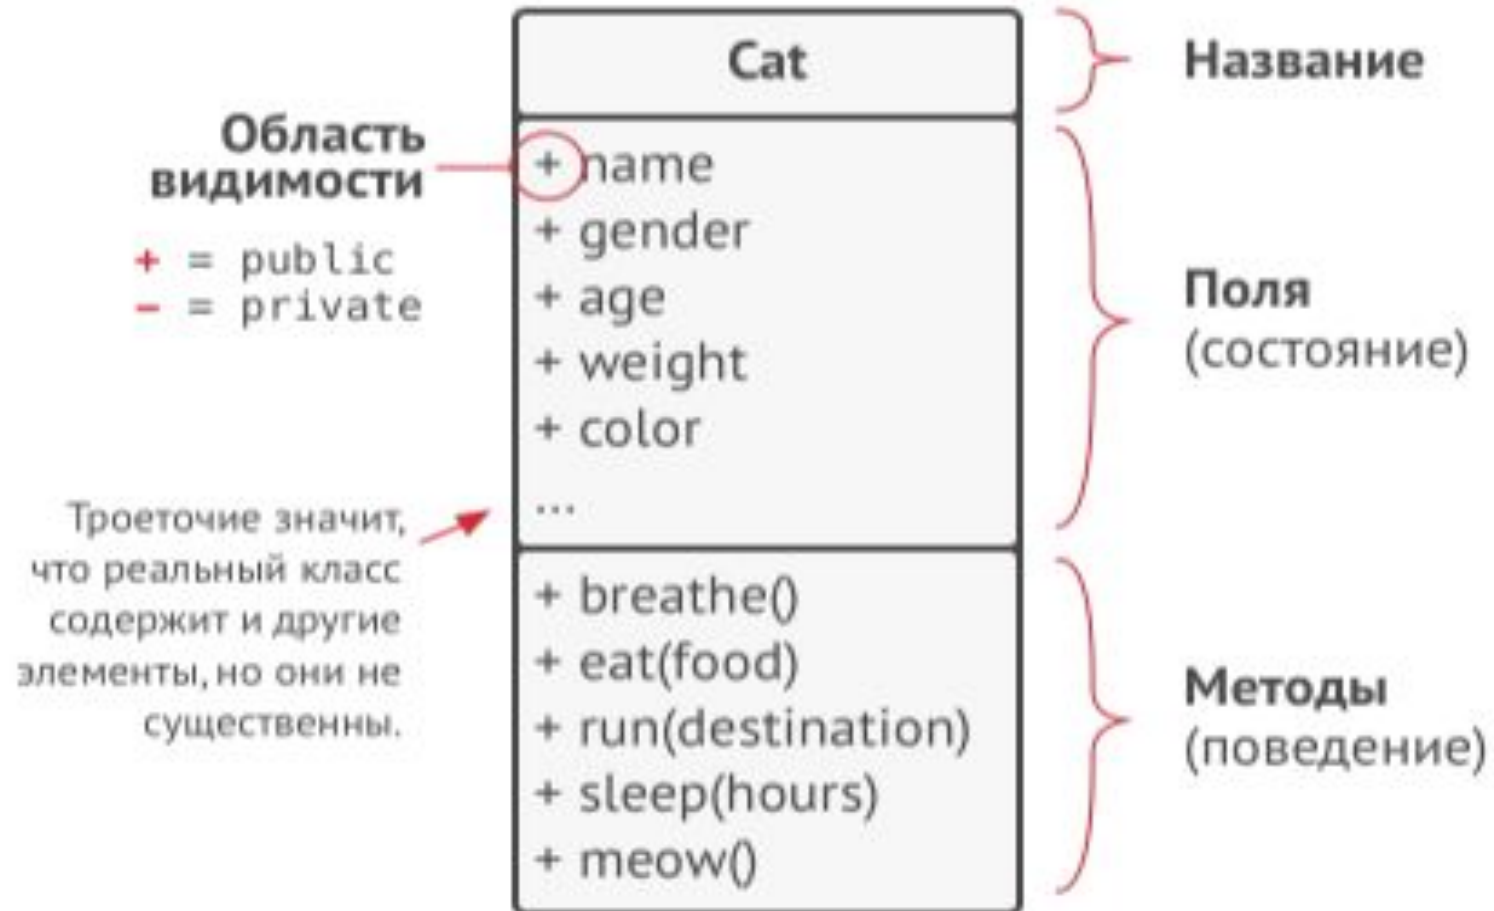 Cat
Название
Область
видимости
+ = public
- = private
+ name
+ gender
+ age
+ weight
+ color
...
Поля
(состояние)
Троеточие значит,
что реальный класс
содержит и другие
элементы, но они не
существенны.
+ breathe()
+ eat(food)
+ run(destination)
+ sleep(hours)
+ meow()
Методы
(поведение)